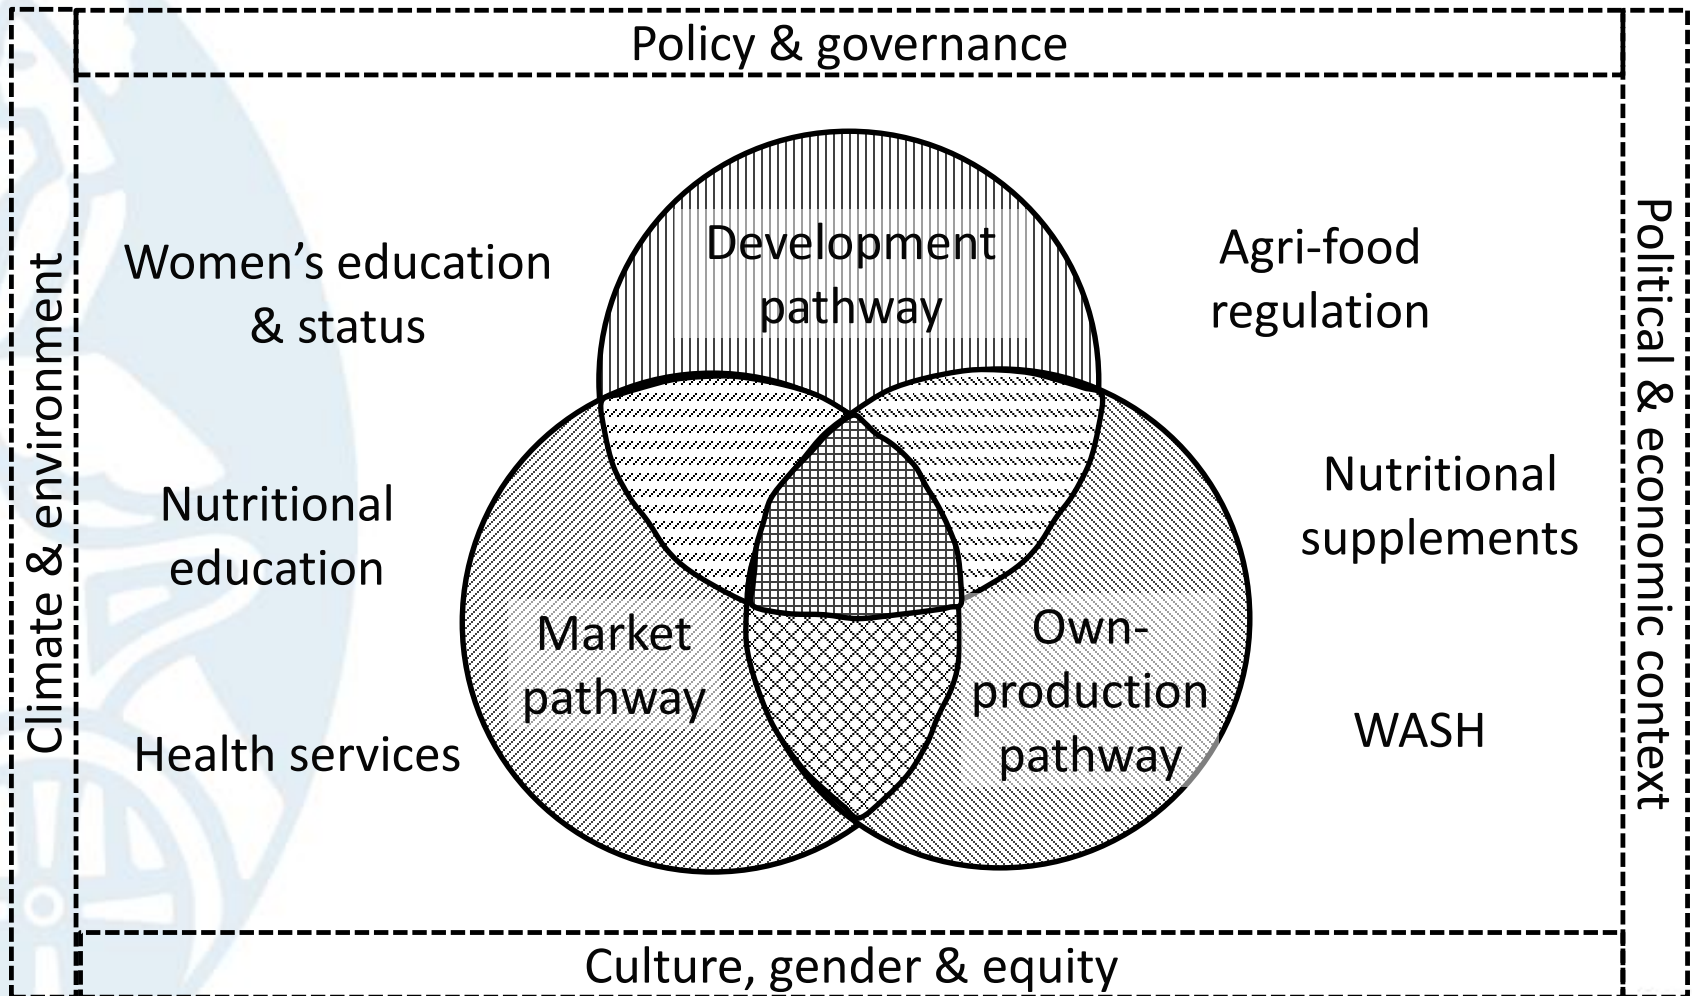 Policy & governance
Climate & environment
Women’s education
& status
Nutritional
education
Health services
Development
pathway
Market
pathway
Own-
production
pathway
Agri-food
regulation
Nutritional
supplements
WASH
Political & economic context
Culture, gender & equity